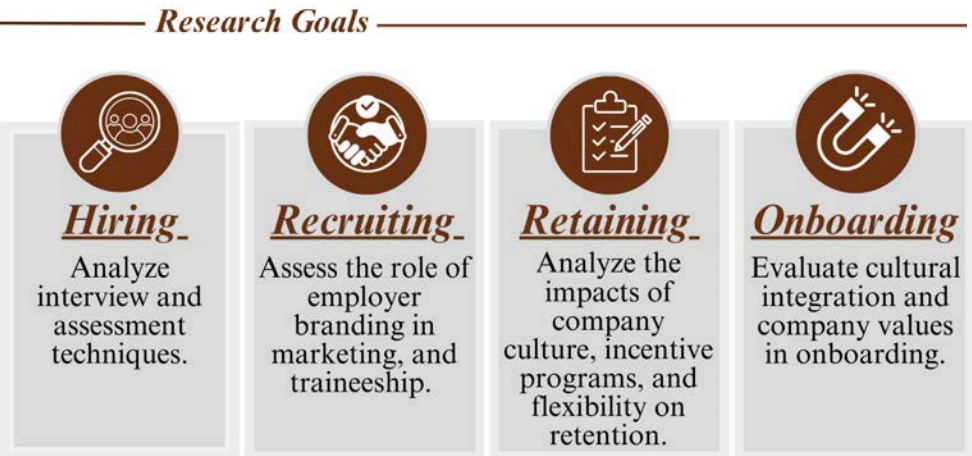 Research Goals
Hiring
Analyze
interview and
assessment
techniques.
Recruiting
Assess the role of
employer
branding in
marketing, and
traineeship.
Retaining
Analyze the
impacts of
company
culture, incentive
programs, and
flexibility on
retention.
Onboarding
Evaluate cultural
integration and
company values
in onboarding.